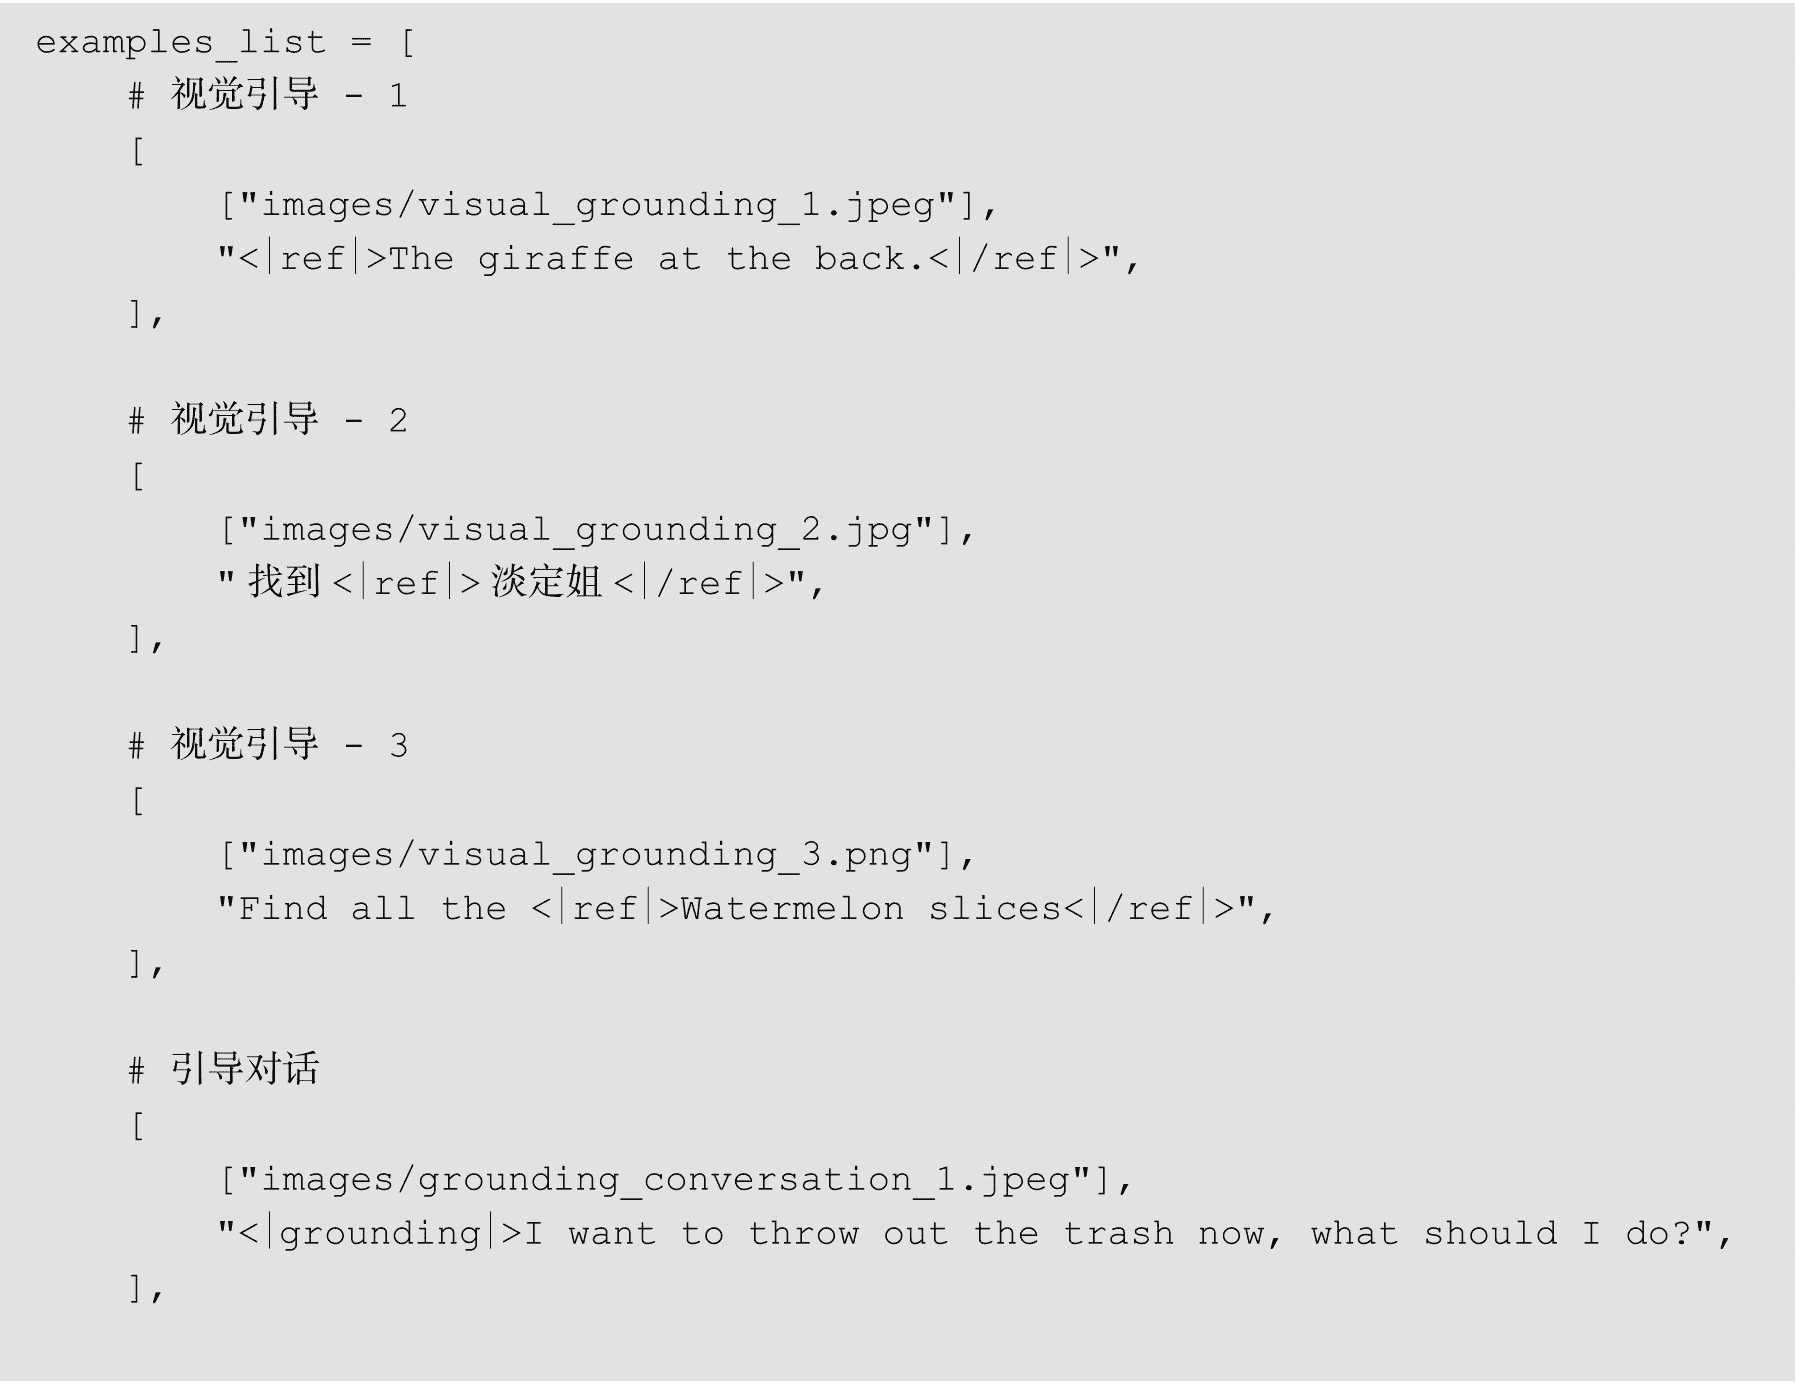 examples_list = [
    # 视觉引导 - 1
    [
        ["images/visual_grounding_1.jpeg"],
        "<|ref|>The giraffe at the back.<|/ref|>",
    ],

    # 视觉引导 - 2
    [
        ["images/visual_grounding_2.jpg"],
        "找到<|ref|>淡定姐<|/ref|>",
    ],

    # 视觉引导 - 3
    [
        ["images/visual_grounding_3.png"],
        "Find all the <|ref|>Watermelon slices<|/ref|>",
    ],

    # 引导对话
    [
        ["images/grounding_conversation_1.jpeg"],
        "<|grounding|>I want to throw out the trash now, what should I do?",
    ],